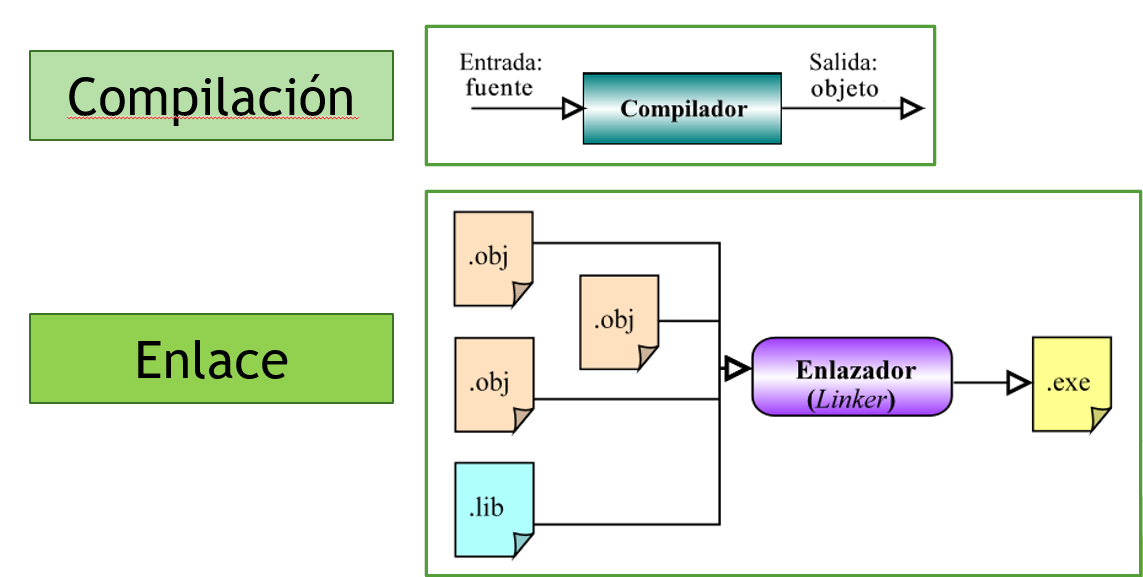 Compilación
Entrada:
fuente
Compilador
Salida:
objeto
Enlace
.obj
.obj
.obj
.lib
Enlazador
(Linker)
.exe